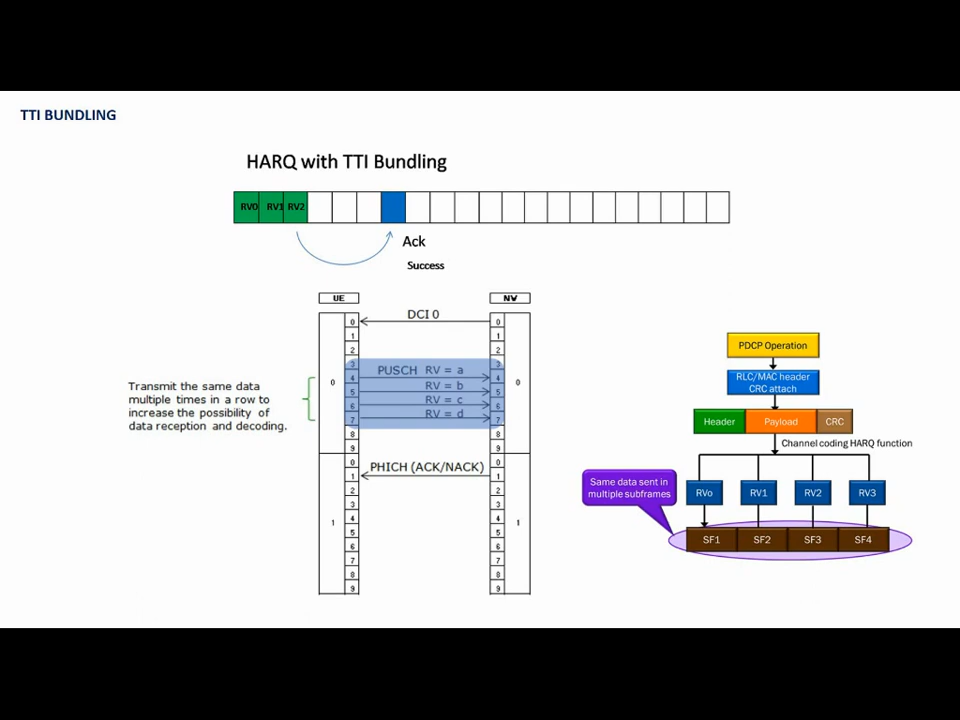 TTI BUNDLING
HARQ with TTI Bundling
RV0 RV1 RV2
Ack
Success
UE
NW
DCI 0
0
1
2
3
4
5
6
7
8
9
0
1
2
3
4
5
6
7
8
9
0
1
0
1
2
3
4
5
6
7
8
9
0
1
2
3
4
5
6
7
8
9
0
1
PUSCH RV = a
RV = b
RV = c
RV = d
PHICH (ACK/NACK)
Transmit the same data
multiple times in a row to
increase the possibility of
data reception and decoding.
PDCP Operation
RLC/MAC header
CRC attach
Header Payload CRC
Channel coding HARQ function
Same data sent in
multiple subframes
RVo RV1 RV2 RV3
SF1 SF2 SF3 SF4